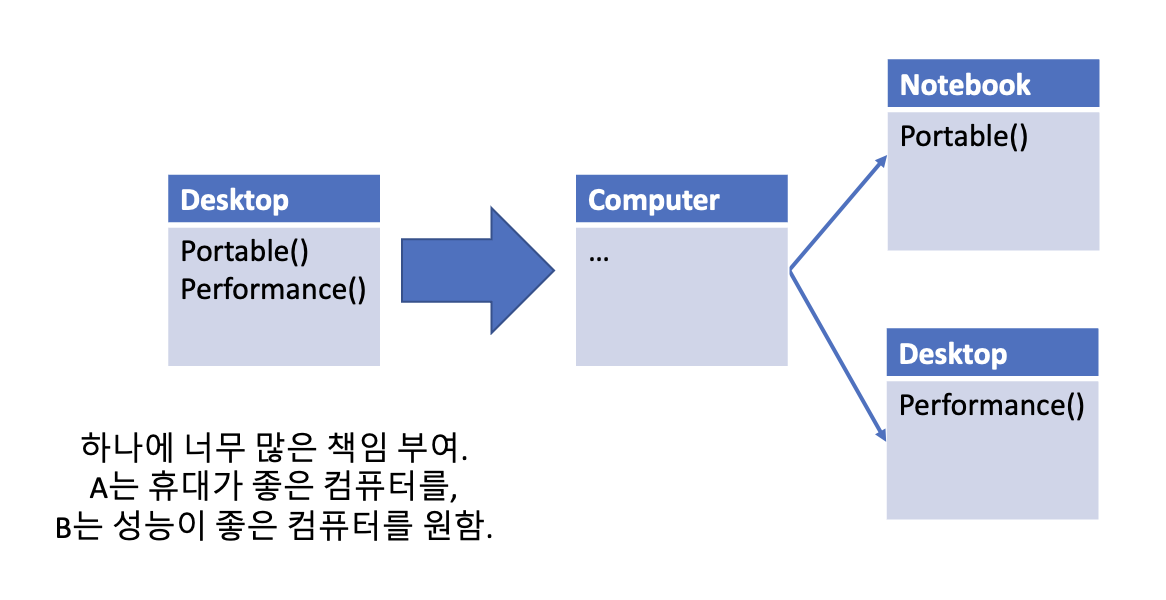 Desktop
Portable()
Performance()
Computer
...
Notebook
Portable()
Desktop
Performance()
하나에 너무 많은 책임 부여.
A는 휴대가 좋은 컴퓨터를,
B는 성능이 좋은 컴퓨터를 원함.